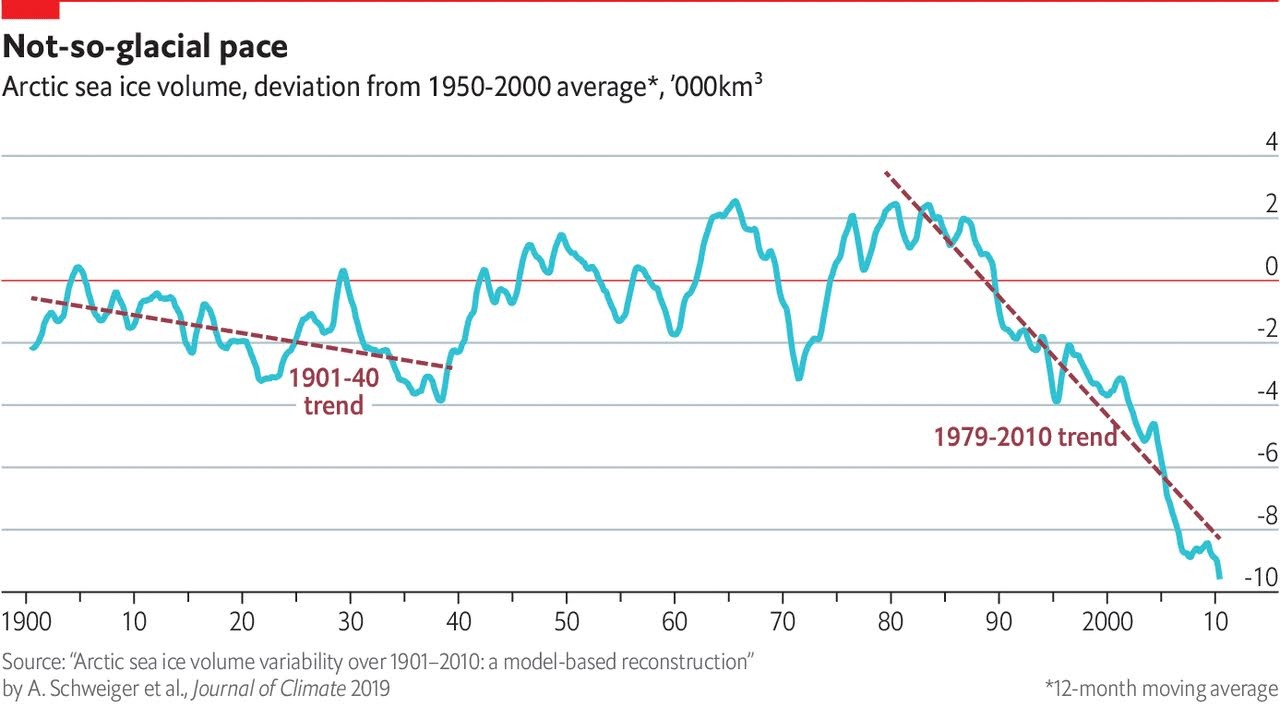 Not-so-glacial pace
Arctic sea ice volume, deviation from 1950-2000 average*, ’000km³
4
2
0
-2
-4
-6
-8
-10
1901-40
trend
1979-2010 trend
1900 10 20 30 40 50 60 70 80 90 2000 10
Source: “Arctic sea ice volume variability over 1901–2010: a model-based reconstruction”
by A. Schweiger et al., Journal of Climate 2019
*12-month moving average